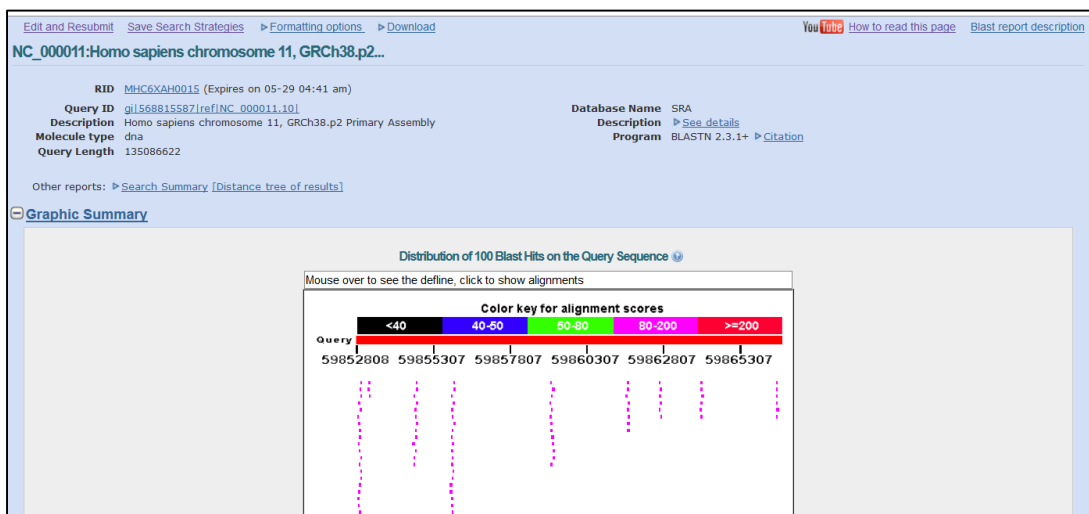 Edit and Resubmit Save Search Strategies Formatting options Download YouTube How to read this page Blast report description
NC_000011:Homo sapiens chromosome 11, GRCh38.p2...
RID MHC6XAH0015 (Expires on 05-29 04:41 am)
Query ID gi|568815587|ref|NC_000011.10| Database Name SRA
Description Homo sapiens chromosome 11, GRCh38.p2 Primary Assembly Description See details
Molecule type dna Program BLASTN 2.3.1+ Citation
Query Length 135086622
Other reports: Search Summary [Distance tree of results]
Graphic Summary
Distribution of 100 Blast Hits on the Query Sequence
Mouse over to see the defline, click to show alignments
Color key for alignment scores
<40 40-50 50-80 80-200 >=200
Query
59852808 59855307 59857807 59860307 59862807 59865307